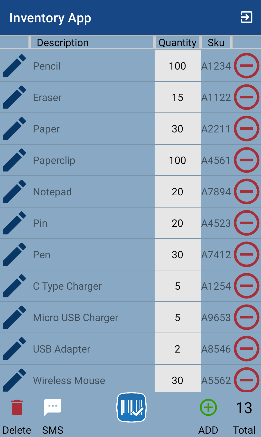 Inventory App
Description Quantity Sku
Pencil 100 A1234
Eraser 15 A1122
Paper 30 A2211
Paperclip 100 A4561
Notepad 20 A7894
Pin 20 A4523
Pen 30 A7412
C Type Charger 5 A1254
Micro USB Charger 5 A9653
USB Adapter 2 A8546
Wireless Mouse 30 A5562
13
Delete SMS ADD Total